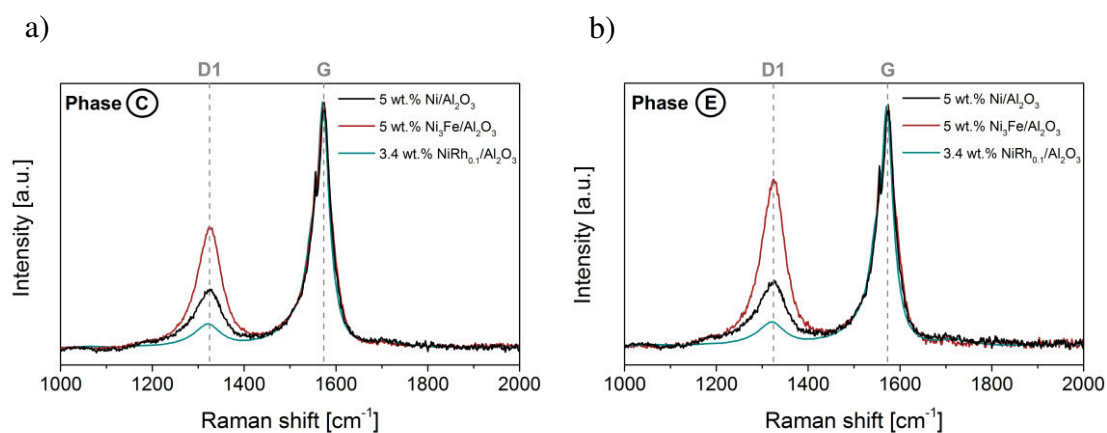 a)
D1 G
Phase C
5 wt.% Ni/Al₂O₃
5 wt.% Ni₃Fe/Al₂O₃
3.4 wt.% NiRh₀.₁/Al₂O₃
Intensity [a.u.]
1000 1200 1400 1600 1800 2000
Raman shift [cm⁻¹]
b)
D1 G
Phase E
5 wt.% Ni/Al₂O₃
5 wt.% Ni₃Fe/Al₂O₃
3.4 wt.% NiRh₀.₁/Al₂O₃
Intensity [a.u.]
1000 1200 1400 1600 1800 2000
Raman shift [cm⁻¹]